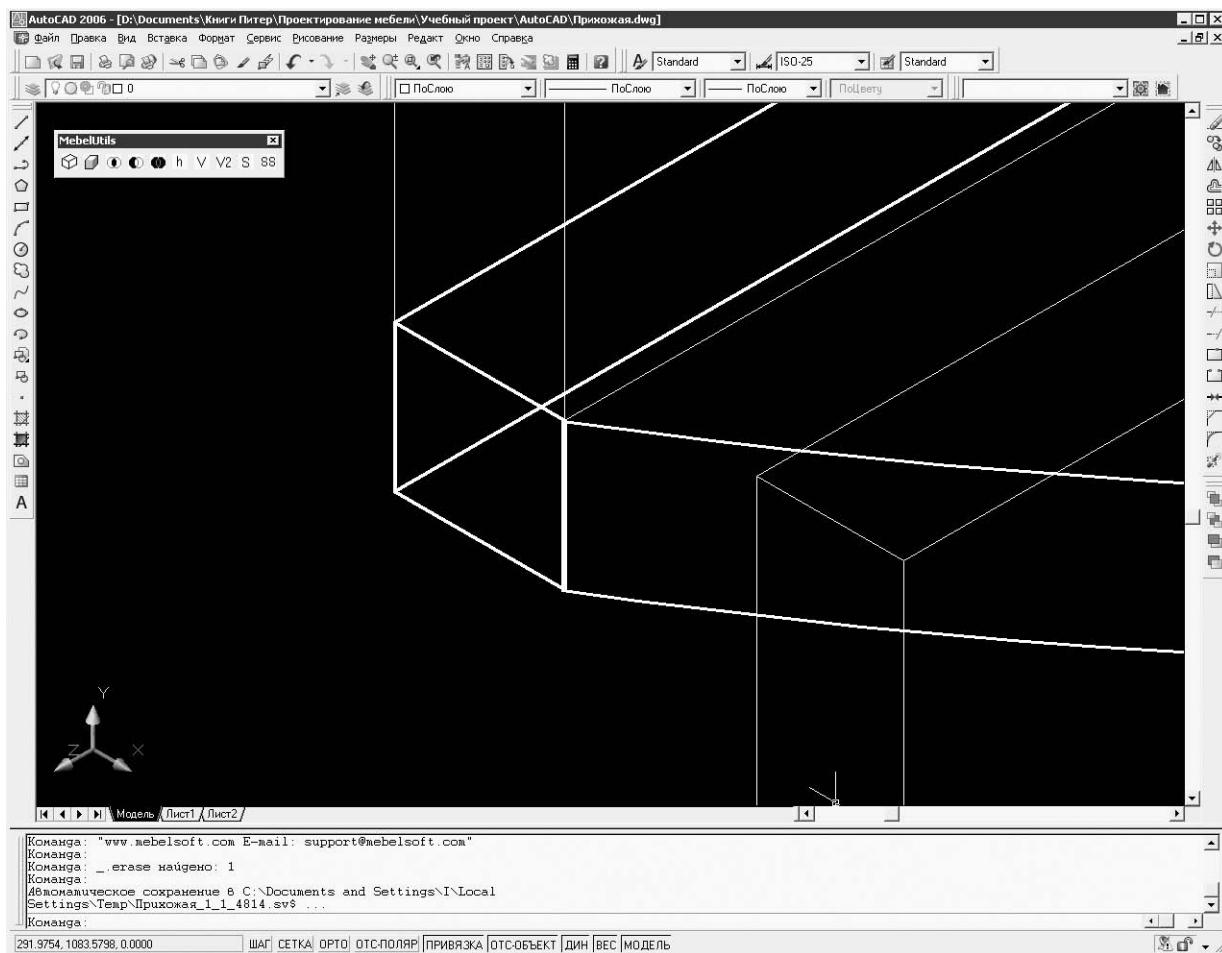 AutoCAD 2006 - [D:\Documents\Книги Питер\Проектирование мебели\Учебный проект\AutoCAD\Прихожая.dwg]
Файл Правка Вид Вставка Формат Сервис Рисование Размеры Редакт Окно Справка
Standard ISO-25 Standard
0 ПоСлою ПоСлою ПоСлою ПоЦвету
MebelUtils
h V V2 S SS
A
Y
Z X
Модель Лист1 Лист2
Команда: "www.mebelsoft.com E-mail: support@mebelsoft.com"
Команда:
Команда: _.erase найдено: 1
Команда:
Автоматическое сохранение в C:\Documents and Settings\I\Local
Settings\Temp\Прихожая_1_1_4814.sv$ ...
Команда:
291.9754, 1083.5798, 0.0000 ШАГ СЕТКА ОРТО ОТС-ПОЛЯР ПРИВЯЗКА ОТС-ОБЪЕКТ ДИН ВЕС МОДЕЛЬ